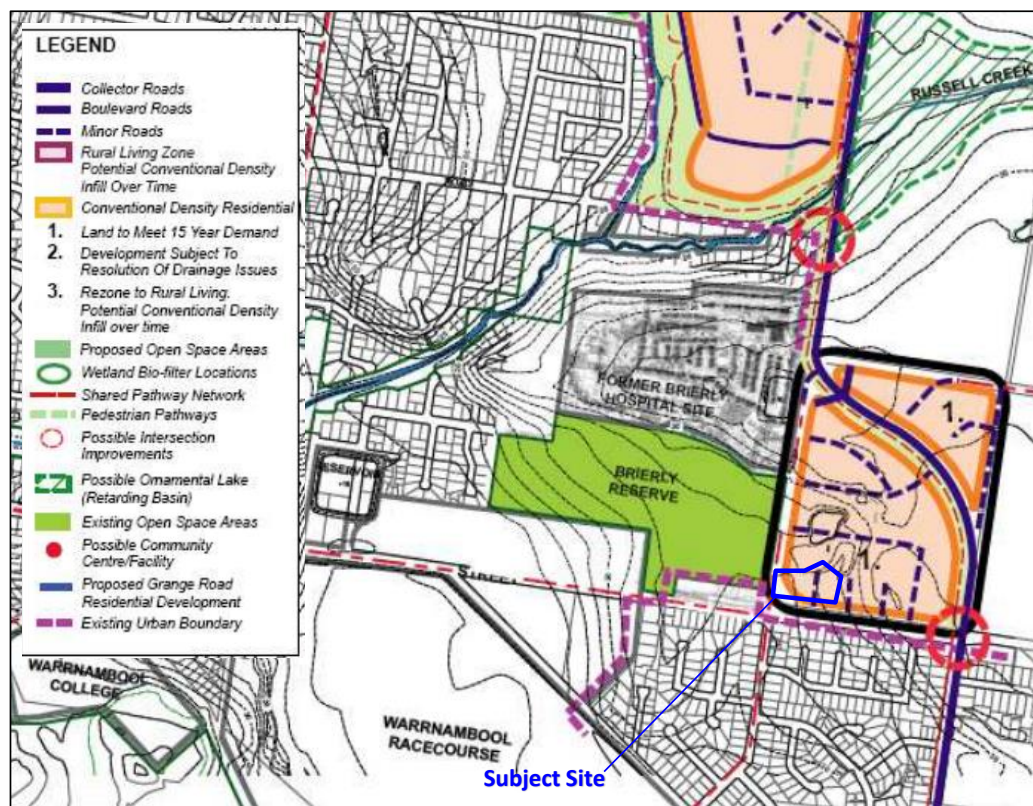 LEGEND
Collector Roads
Boulevard Roads
Minor Roads
Rural Living Zone
Potential Conventional Density
Infill Over Time
Conventional Density Residential
1. Land to Meet 15 Year Demand
2. Development Subject To
Resolution Of Drainage Issues
3. Rezone to Rural Living.
Potential Conventional Density
Infill over time
Proposed Open Space Areas
Wetland Bio-filter Locations
Shared Pathway Network
Pedestrian Pathways
Possible Intersection
Improvements
Possible Ornamental Lake
(Retarding Basin)
Existing Open Space Areas
Possible Community
Centre/Facility
Proposed Grange Road
Residential Development
Existing Urban Boundary
RUSSELL CREEK
FORMER BRIERLY
HOSPITAL SITE
1.
BRIERLY
RESERVE
RESERVOIR
1.
STREET
WARRNAMBOOL
COLLEGE
WARRNAMBOOL
RACECOURSE
Subject Site